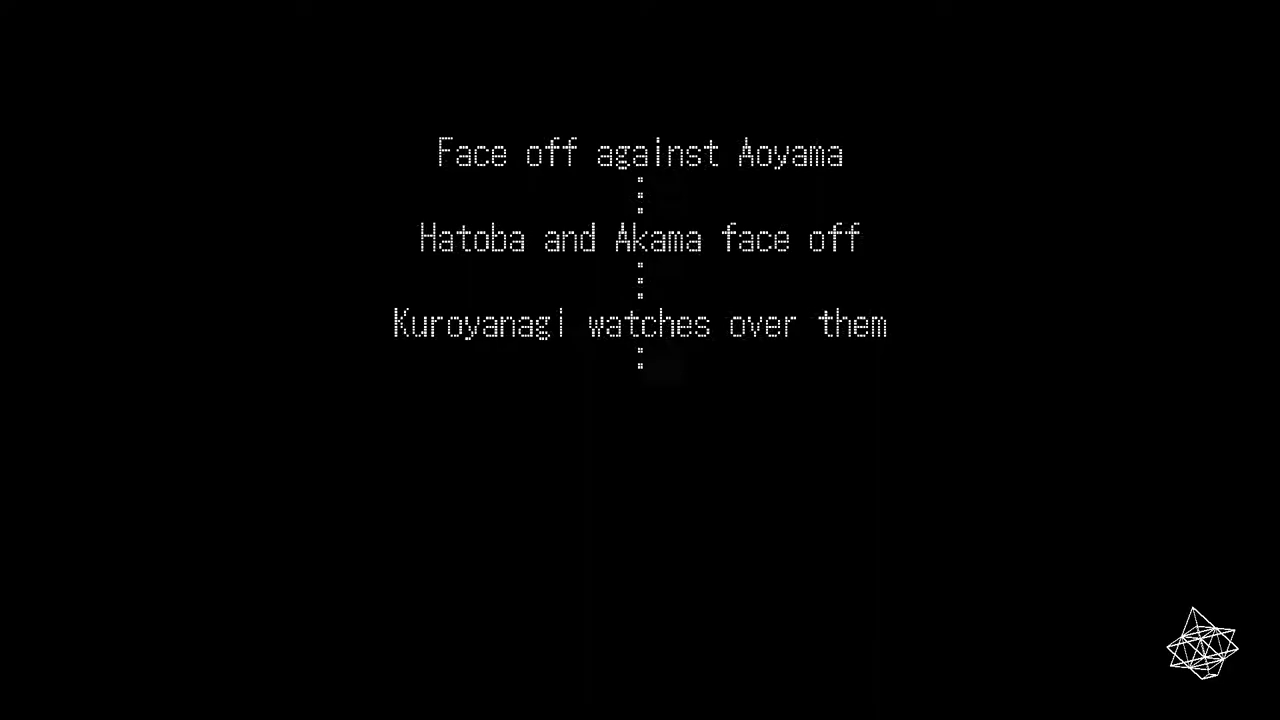 Face off against Aoyama
Hatoba and Akama face off
Kuroyanagi watches over them